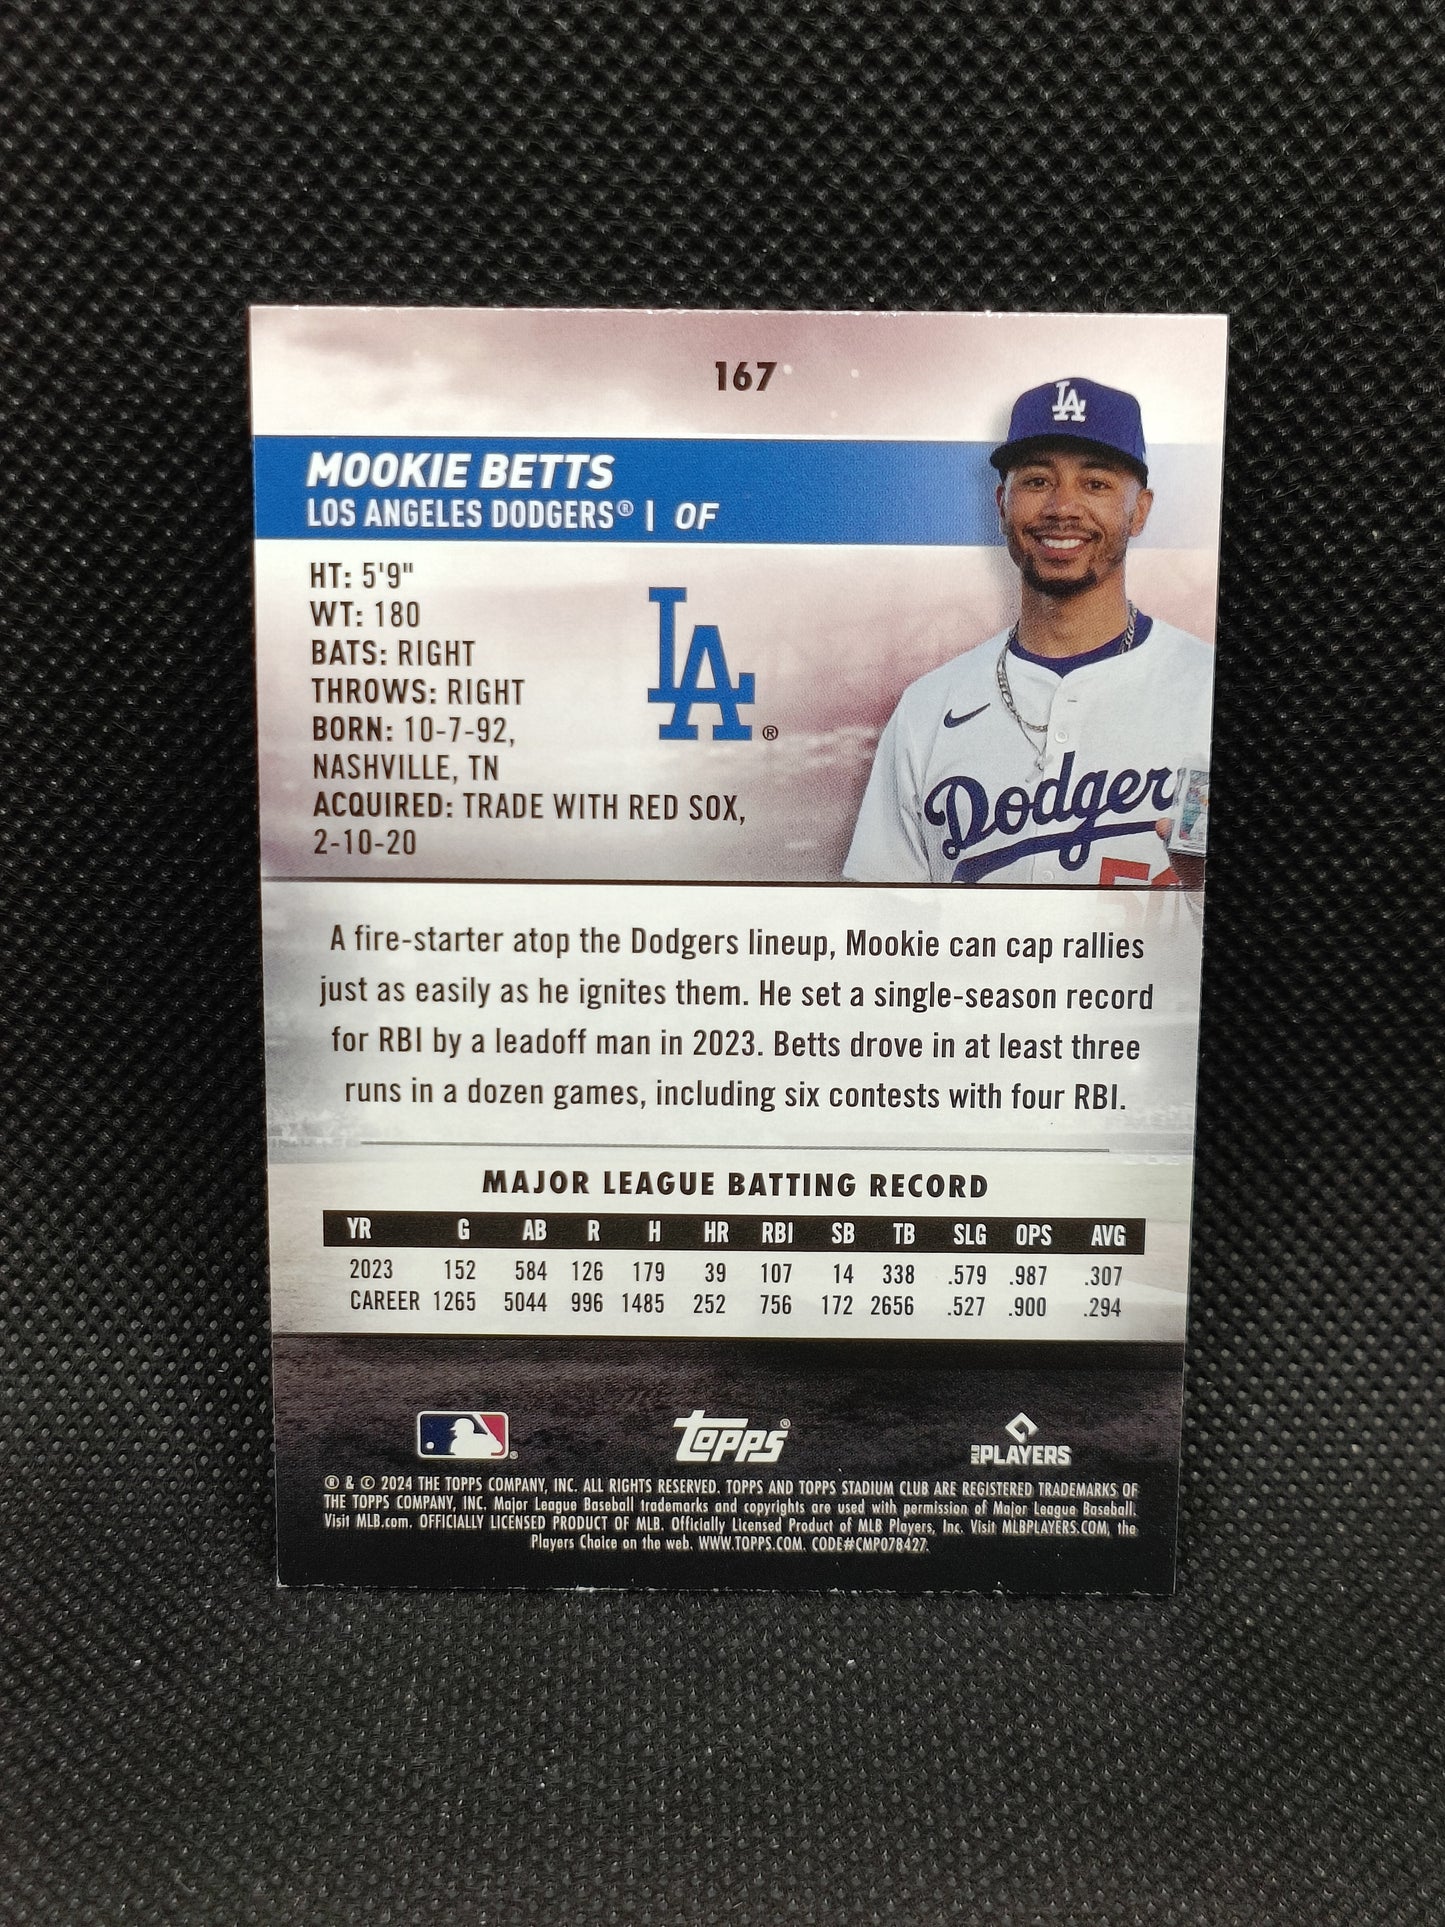 167
LA
MOOKIE BETTS
LOS ANGELES DODGERS® | OF
HT: 5'9"
WT: 180
BATS: RIGHT
THROWS: RIGHT
BORN: 10-7-92,
NASHVILLE, TN
ACQUIRED: TRADE WITH RED SOX,
2-10-20
LA®
Dodgers
50
A fire-starter atop the Dodgers lineup, Mookie can cap rallies
just as easily as he ignites them. He set a single-season record
for RBI by a leadoff man in 2023. Betts drove in at least three
runs in a dozen games, including six contests with four RBI.
MAJOR LEAGUE BATTING RECORD
YR G AB R H HR RBI SB TB SLG OPS AVG
2023 152 584 126 179 39 107 14 338 .579 .987 .307
CAREER 1265 5044 996 1485 252 756 172 2656 .527 .900 .294
Topps®
MLB PLAYERS
® & © 2024 THE TOPPS COMPANY, INC. ALL RIGHTS RESERVED. TOPPS AND TOPPS STADIUM CLUB ARE REGISTERED TRADEMARKS OF
THE TOPPS COMPANY, INC. Major League Baseball trademarks and copyrights are used with permission of Major League Baseball.
Visit MLB.com. OFFICIALLY LICENSED PRODUCT OF MLB. Officially Licensed Product of MLB Players, Inc. Visit MLBPLAYERS.COM, the
Players Choice on the web. WWW.TOPPS.COM. CODE#CMP078427.